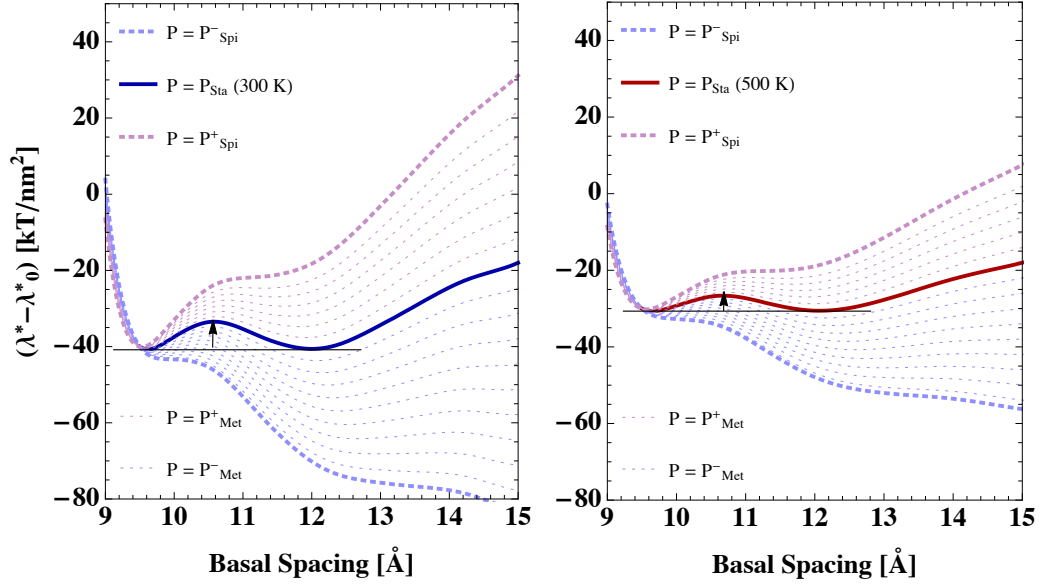 (λ*−λ*₀) [kT/nm²]
40
20
0
−20
−40
−60
−80
P = P⁻Spi
P = PSta (300 K)
P = P⁺Spi
P = P⁺Met
P = P⁻Met
9 10 11 12 13 14 15
Basal Spacing [Å]
40
20
0
−20
−40
−60
−80
P = P⁻Spi
P = PSta (500 K)
P = P⁺Spi
P = P⁺Met
P = P⁻Met
9 10 11 12 13 14 15
Basal Spacing [Å]